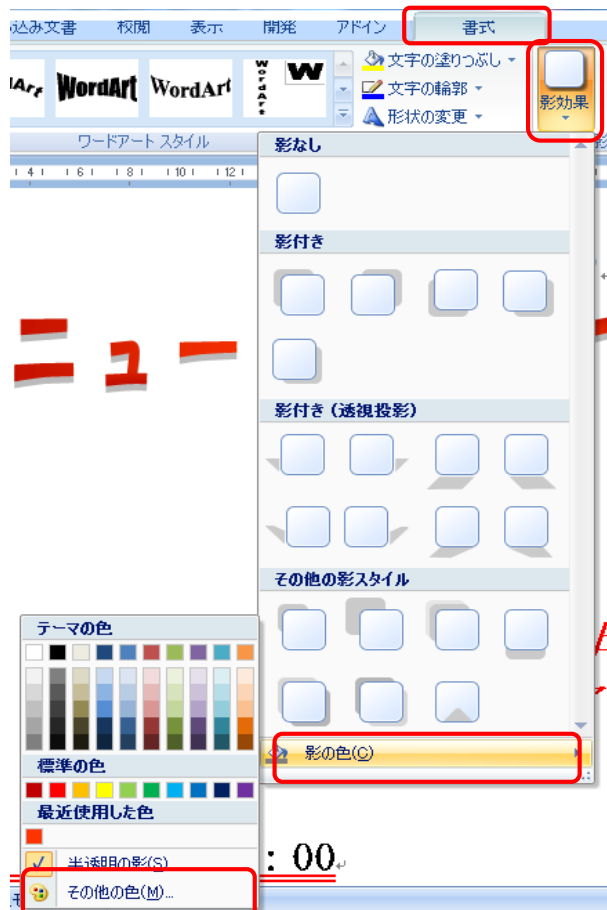 込み文書 校閲 表示 開発 アドイン 書式
WordArt WordArt WordArt W
文字の塗りつぶし
文字の輪郭
形状の変更
影効果
ワードアート スタイル
影なし
4 6 8 10 12
影付き
ニュー
影付き (透視投影)
その他の影スタイル
テーマの色
影の色(C)
標準の色
最近使用した色
半透明の影(S)
: 00
その他の色(M)...